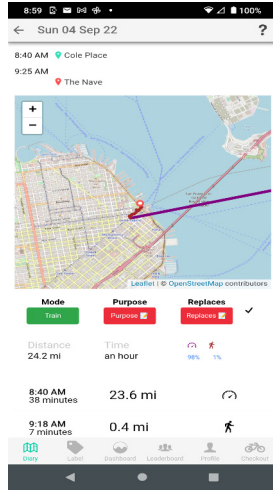 8:59 100%
← Sun 04 Sep 22 ?
8:40 AM Cole Place
9:25 AM
The Nave
+
−
Leaflet | © OpenStreetMap contributors
Mode Purpose Replaces
Train Purpose Replaces
Distance Time
24.2 mi an hour 98% 1%
8:40 AM
38 minutes 23.6 mi
9:18 AM
7 minutes 0.4 mi
Diary Label Dashboard Leaderboard Profile Checkout